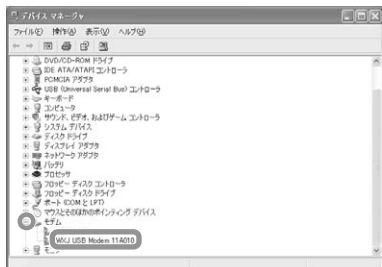 デバイス マネージャ
ファイル(F) 操作(A) 表示(V) ヘルプ(H)
DVD/CD-ROM ドライブ
IDE ATA/ATAPI コントローラ
PCMCIA アダプタ
USB (Universal Serial Bus) コントローラ
キーボード
コンピュータ
サウンド、ビデオ、およびゲーム コントローラ
システム デバイス
ディスク ドライブ
ディスプレイ アダプタ
ネットワーク アダプタ
バッテリ
プロセッサ
フロッピー ディスク コントローラ
フロッピー ディスク ドライブ
ポート (COM と LPT)
マウスとそのほかのポインティング デバイス
モデム
WXJ USB Modem 11A010